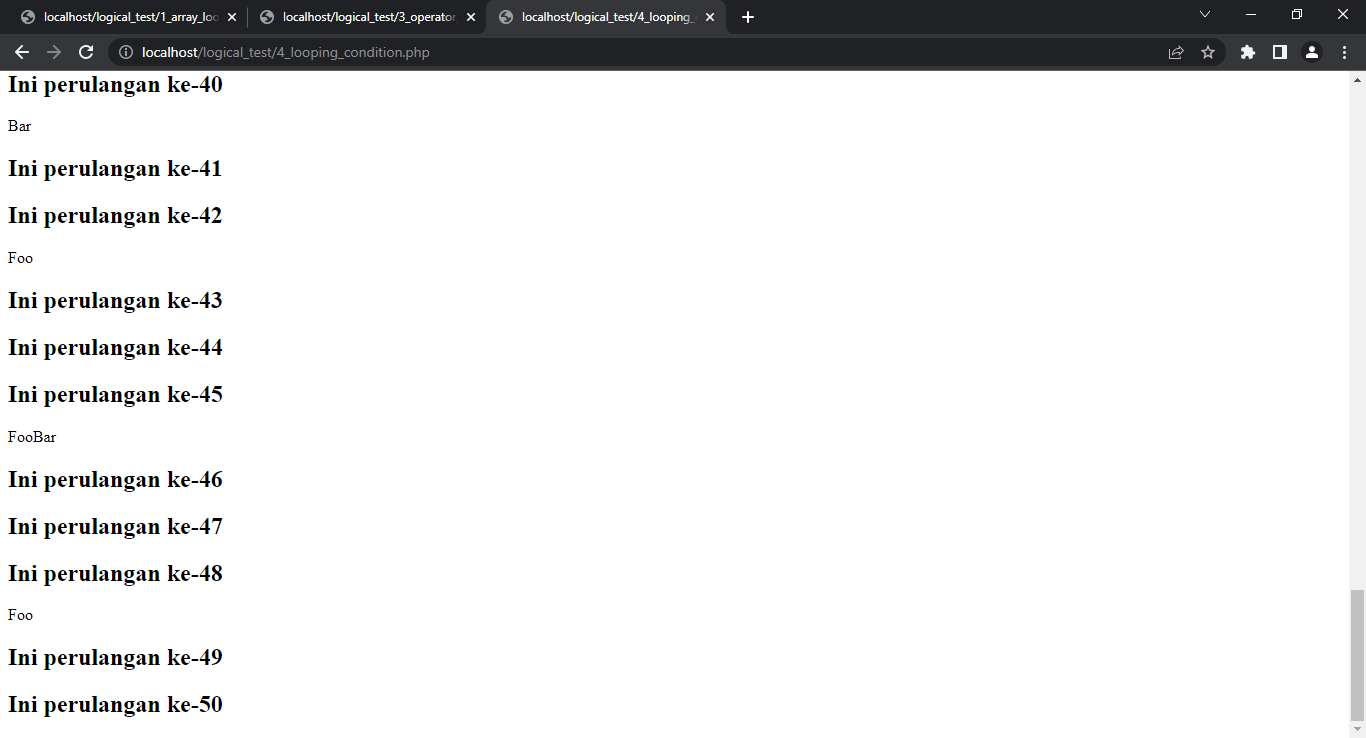 localhost/logical_test/1_array_loo
localhost/logical_test/3_operator_
localhost/logical_test/4_looping_
localhost/logical_test/4_looping_condition.php
Ini perulangan ke-40
Bar
Ini perulangan ke-41
Ini perulangan ke-42
Foo
Ini perulangan ke-43
Ini perulangan ke-44
Ini perulangan ke-45
FooBar
Ini perulangan ke-46
Ini perulangan ke-47
Ini perulangan ke-48
Foo
Ini perulangan ke-49
Ini perulangan ke-50